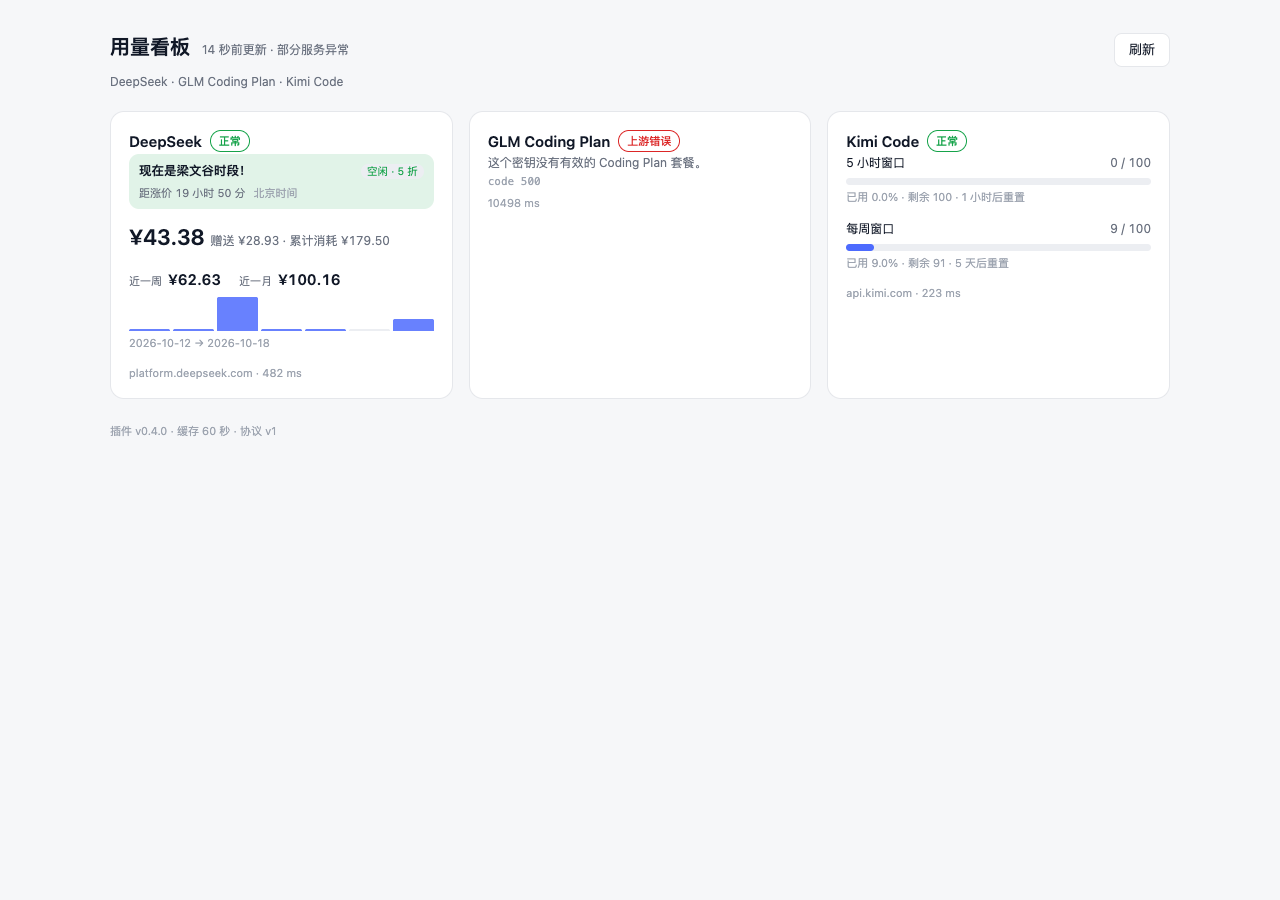 用量看板 14 秒前更新 · 部分服务异常
刷新
DeepSeek · GLM Coding Plan · Kimi Code
DeepSeek 正常
现在是梁文谷时段！ 空闲 · 5 折
距涨价 19 小时 50 分 北京时间
¥43.38 赠送 ¥28.93 · 累计消耗 ¥179.50
近一周 ¥62.63 近一月 ¥100.16
2026-10-12 → 2026-10-18
platform.deepseek.com · 482 ms
GLM Coding Plan 上游错误
这个密钥没有有效的 Coding Plan 套餐。
code 500
10498 ms
Kimi Code 正常
5 小时窗口 0 / 100
已用 0.0% · 剩余 100 · 1 小时后重置
每周窗口 9 / 100
已用 9.0% · 剩余 91 · 5 天后重置
api.kimi.com · 223 ms
插件 v0.4.0 · 缓存 60 秒 · 协议 v1